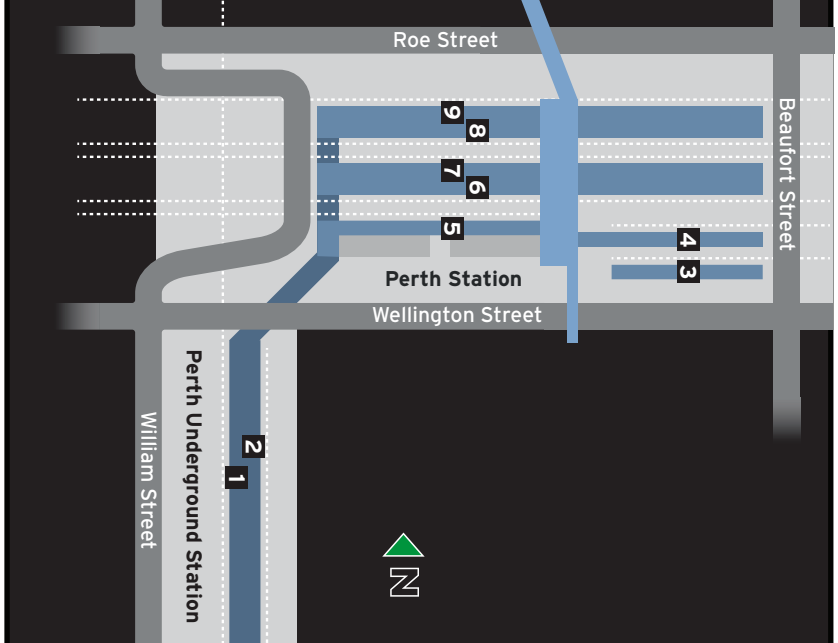 Roe Street
9
8
7
6
5
4
3
Beaufort Street
Perth Station
Wellington Street
Perth Underground Station
William Street
2
1
N